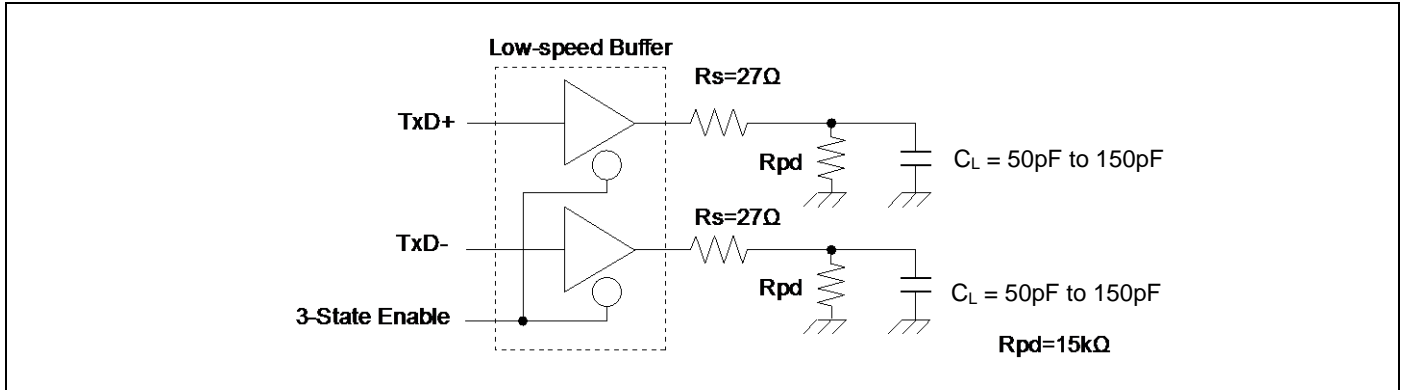 Low-speed Buffer
Rs=27Ω
TxD+
Rpd
CL = 50pF to 150pF
Rs=27Ω
TxD-
Rpd
CL = 50pF to 150pF
3-State Enable
Rpd=15kΩ